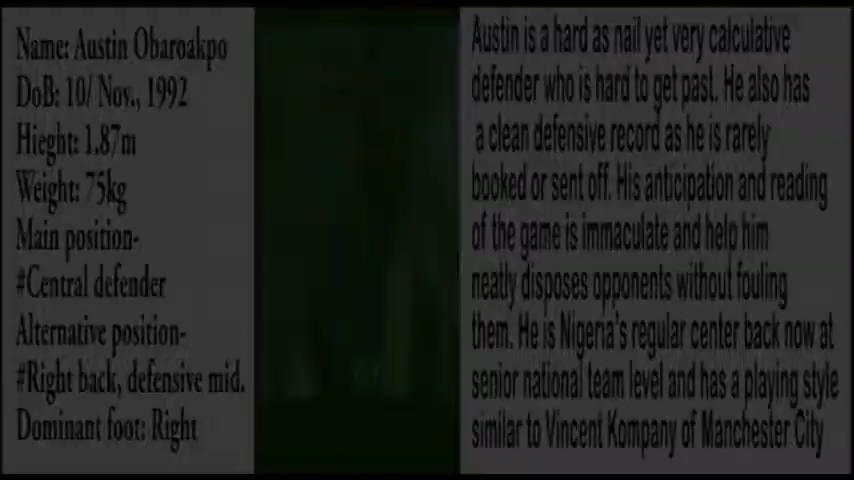 Name: Austin Obaroakpo
DoB: 10/ Nov., 1992
Hieght: 1.87m
Weight: 75kg
Main position-
#Central defender
Alternative position-
#Right back, defensive mid.
Dominant foot: Right
Austin is a hard as nail yet very calculative
defender who is hard to get past. He also has
a clean defensive record as he is rarely
booked or sent off. His anticipation and reading
of the game is immaculate and help him
neatly disposes opponents without fouling
them. He is Nigeria's regular center back now at
senior national team level and has a playing style
similar to Vincent Kompany of Manchester City